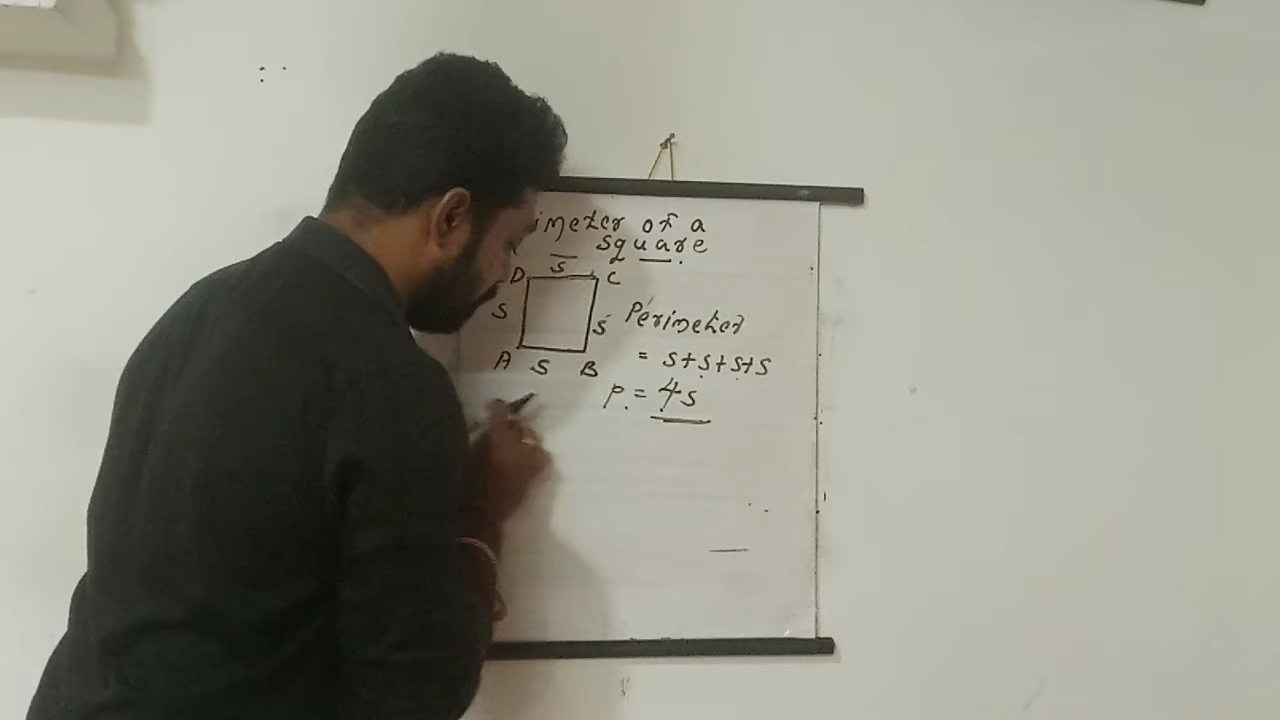 imeter of a
square
S
D C
S
S
A S B
Perimeter
= S+S+S+S
P = 4S